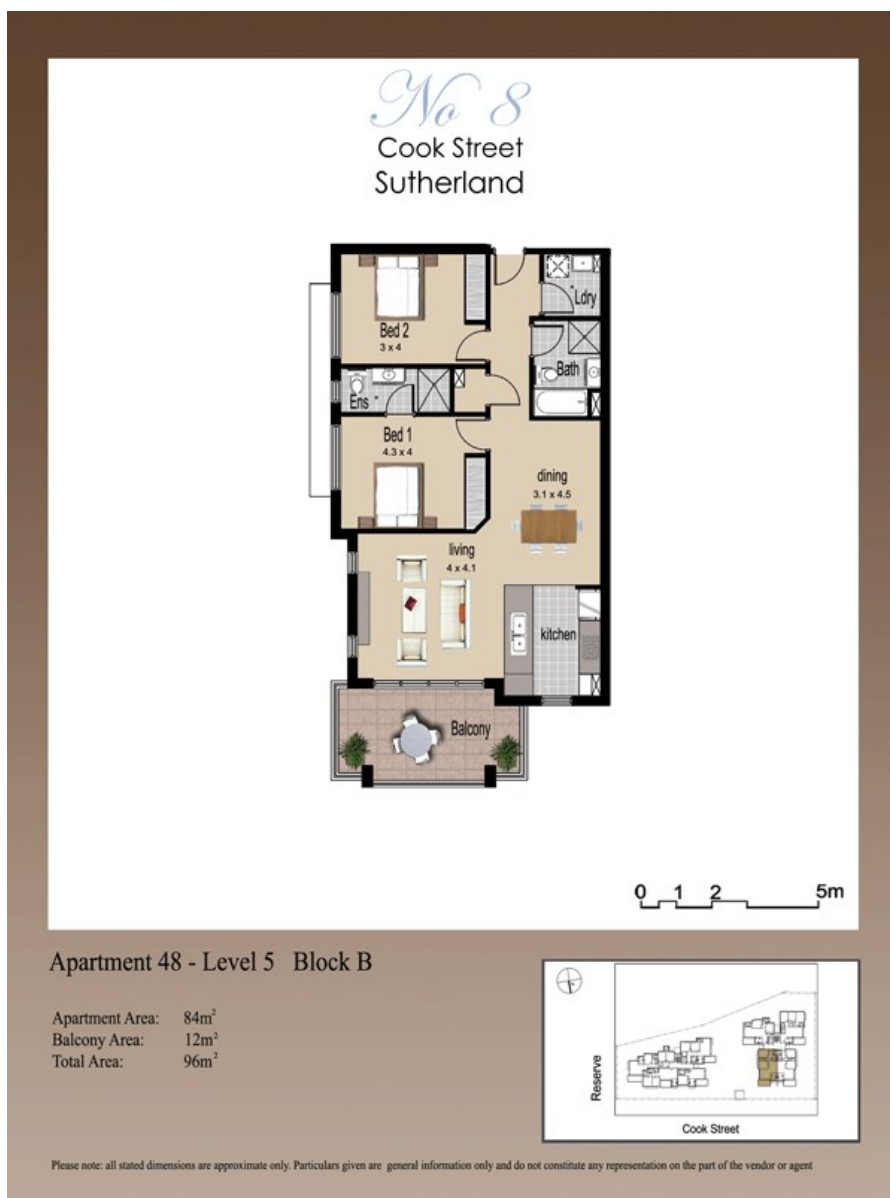 No 8
Cook Street
Sutherland
Ldry
Bed 2
3 x 4
Bath
Ens
Bed 1
4.3 x 4
dining
3.1 x 4.5
living
4 x 4.1
kitchen
Balcony
0 1 2 5m
Apartment 48 - Level 5 Block B
Apartment Area: 84m²
Balcony Area: 12m²
Total Area: 96m²
Reserve
Cook Street
Please note: all stated dimensions are approximate only. Particulars given are general information only and do not constitute any representation on the part of the vendor or agent